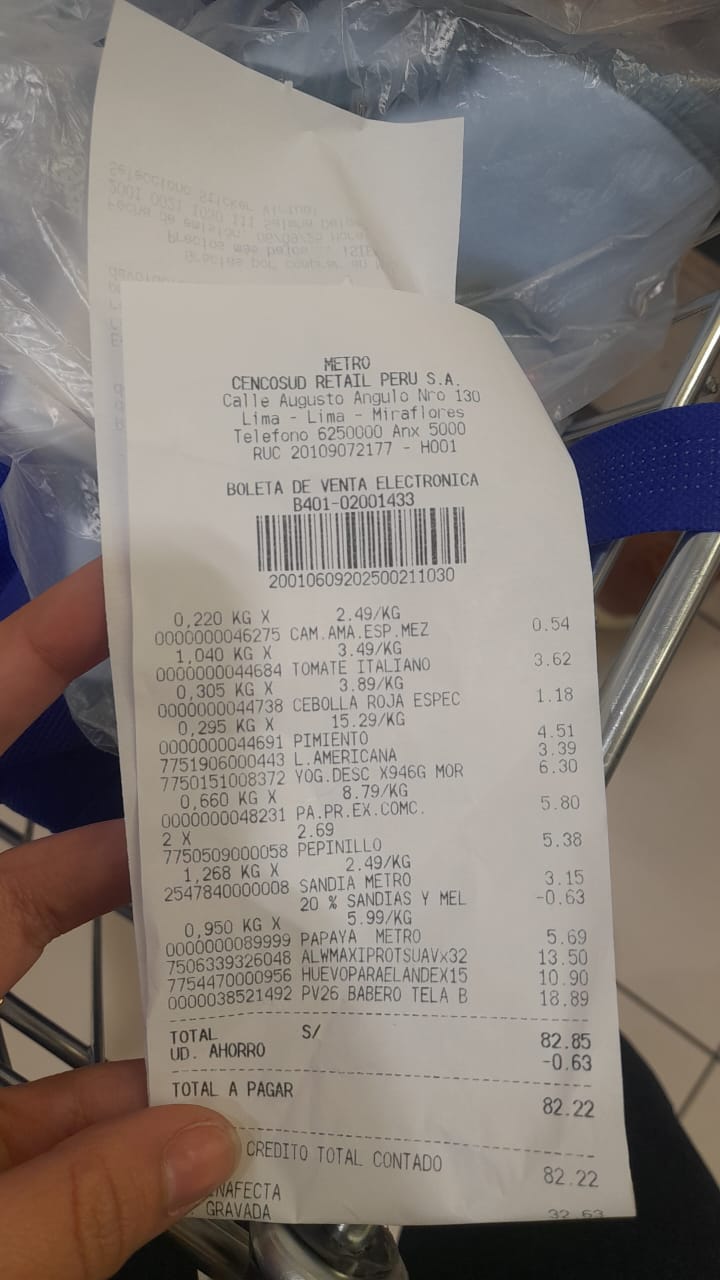 METRO
CENCOSUD RETAIL PERU S.A.
Calle Augusto Angulo Nro 130
Lima - Lima - Miraflores
Telefono 6250000 Anx 5000
RUC 20109072177 - H001
BOLETA DE VENTA ELECTRONICA
B401-02001433
20010609202500211030
0,220 KG X 2.49/KG
0000000046275 CAM.AMA.ESP.MEZ 0.54
1,040 KG X 3.49/KG
0000000044684 TOMATE ITALIANO 3.62
0,305 KG X 3.89/KG
0000000044738 CEBOLLA ROJA ESPEC 1.18
0,295 KG X 15.29/KG
0000000044691 PIMIENTO 4.51
7751906000443 L.AMERICANA 3.39
7750151008372 YOG.DESC X946G MOR 6.30
0,660 KG X 8.79/KG
0000000048231 PA.PR.EX.COMC. 5.80
2 X 2.69
7750509000058 PEPINILLO 5.38
1,268 KG X 2.49/KG
2547840000008 SANDIA METRO 3.15
20 % SANDIAS Y MEL -0.63
0,950 KG X 5.99/KG
0000000089999 PAPAYA METRO 5.69
7506339326048 ALWMAXIPROTSUAVx32 13.50
7754470000956 HUEVOPARAELANDEX15 10.90
0000038521492 PV26 BABERO TELA B 18.89
TOTAL S/ 82.85
UD. AHORRO -0.63
TOTAL A PAGAR 82.22
CREDITO TOTAL CONTADO 82.22
INAFECTA
GRAVADA 32.63